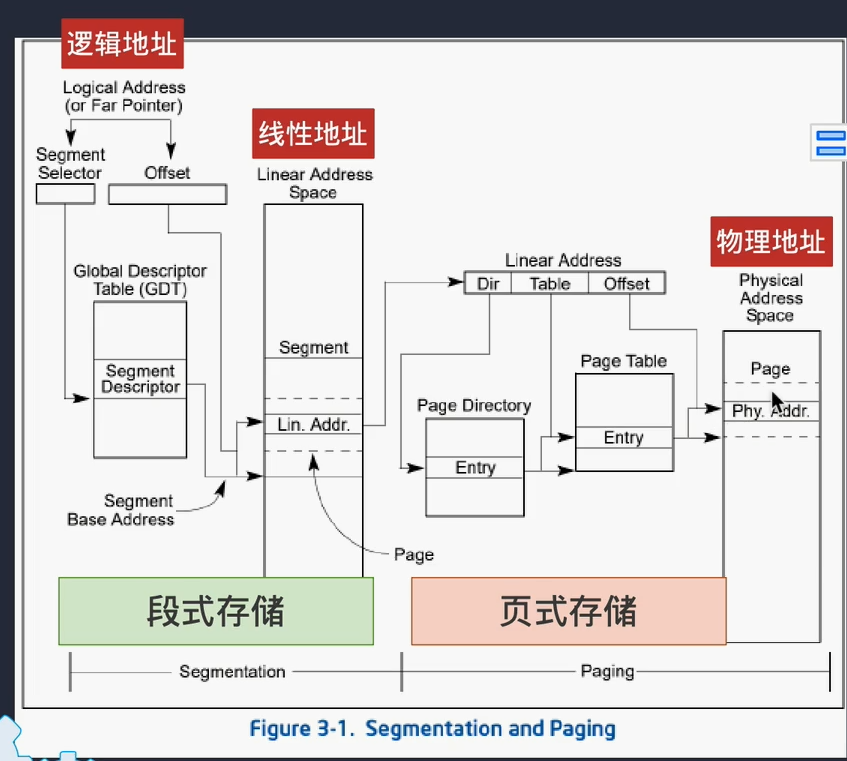 逻辑地址
Logical Address
(or Far Pointer)
线性地址
Segment
Selector
Offset
Linear Address
Space
物理地址
Global Descriptor
Table (GDT)
Linear Address
Dir
Table
Offset
Physical
Address
Space
Segment
Segment
Descriptor
Page Table
Page
Page Directory
Phy. Addr.
Lin. Addr.
Entry
Entry
Segment
Base Address
Page
段式存储
页式存储
Segmentation
Paging
Figure 3-1. Segmentation and Paging